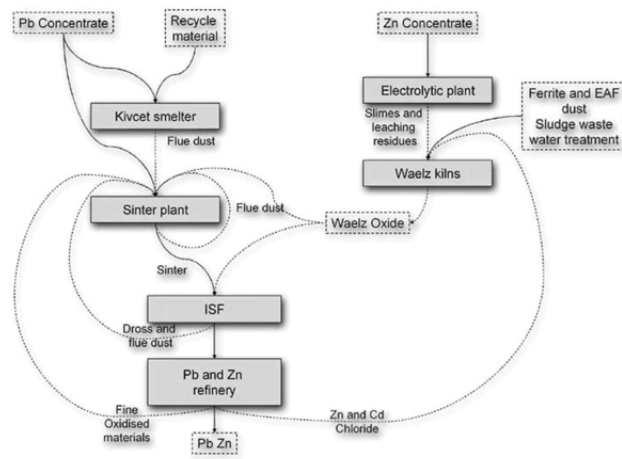 Pb Concentrate
Recycle
material
Zn Concentrate
Kivcet smelter
Electrolytic plant
Ferrite and EAF
dust
Sludge waste
water treatment
Flue dust
Slimes and
leaching
residues
Waelz kilns
Sinter plant
Flue dust
Waelz Oxide
Sinter
ISF
Dross and
flue dust
Pb and Zn
refinery
Fine
Oxidised
materials
Zn and Cd
Chloride
Pb Zn